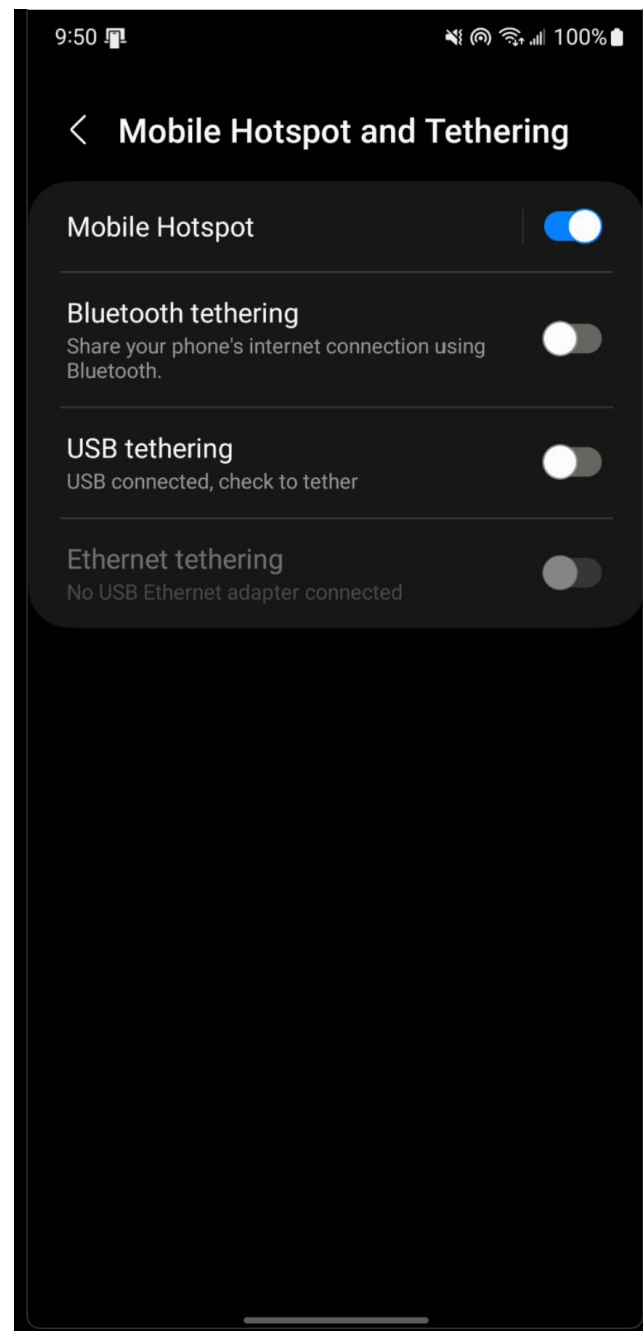 9:50
100%
Mobile Hotspot and Tethering
Mobile Hotspot
Bluetooth tethering
Share your phone's internet connection using
Bluetooth.
USB tethering
USB connected, check to tether
Ethernet tethering
No USB Ethernet adapter connected